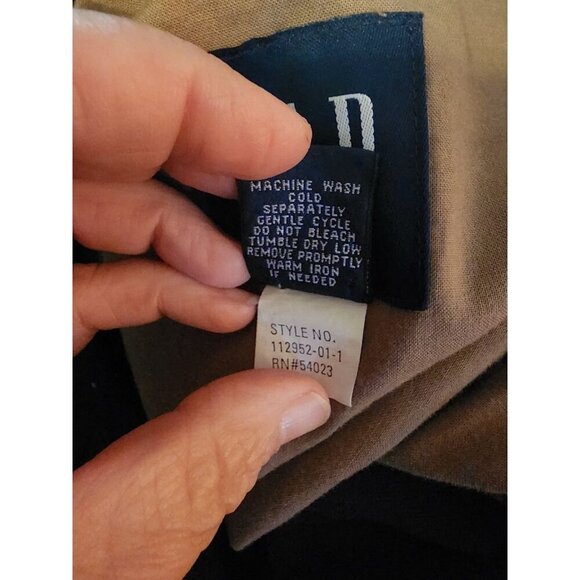 MACHINE WASH
COLD
SEPARATELY
GENTLE CYCLE
DO NOT BLEACH
TUMBLE DRY LOW
REMOVE PROMPTLY
WARM IRON
IF NEEDED
STYLE NO.
112952-01-1
RN#54023